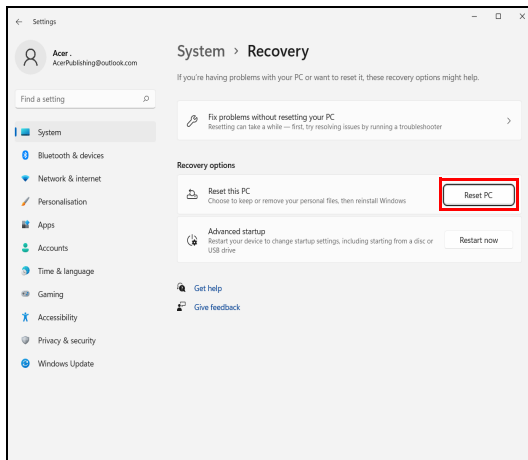 Settings
Acer .
AcerPublishing@outlook.com
Find a setting
System
Bluetooth & devices
Network & internet
Personalisation
Apps
Accounts
Time & language
Gaming
Accessibility
Privacy & security
Windows Update
System > Recovery
If you're having problems with your PC or want to reset it, these recovery options might help.
Fix problems without resetting your PC
Resetting can take a while — first, try resolving issues by running a troubleshooter
Recovery options
Reset this PC
Choose to keep or remove your personal files, then reinstall Windows
Reset PC
Advanced startup
Restart your device to change startup settings, including starting from a disc or
USB drive
Restart now
Get help
Give feedback